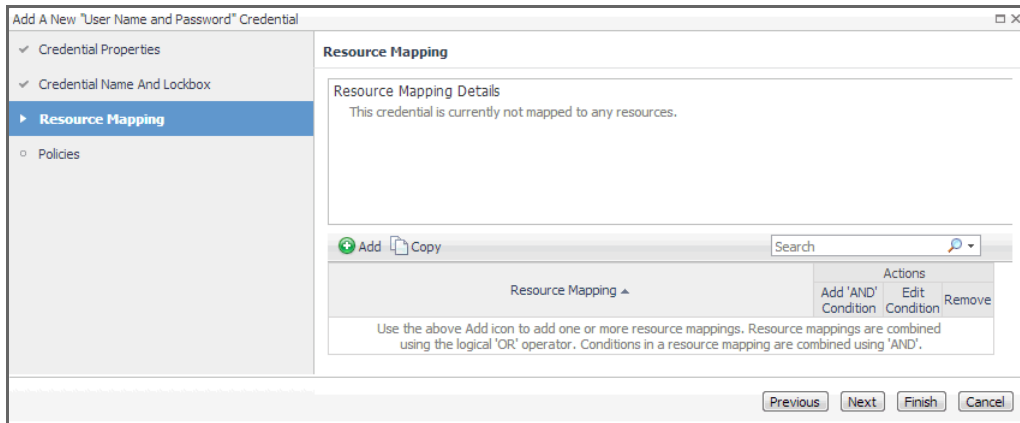 Add A New "User Name and Password" Credential
Credential Properties
Credential Name And Lockbox
Resource Mapping
Policies
Resource Mapping
Resource Mapping Details
This credential is currently not mapped to any resources.
Add Copy Search
Actions
Resource Mapping
Add 'AND' Condition
Edit Condition
Remove
Use the above Add icon to add one or more resource mappings. Resource mappings are combined
using the logical 'OR' operator. Conditions in a resource mapping are combined using 'AND'.
Previous Next Finish Cancel